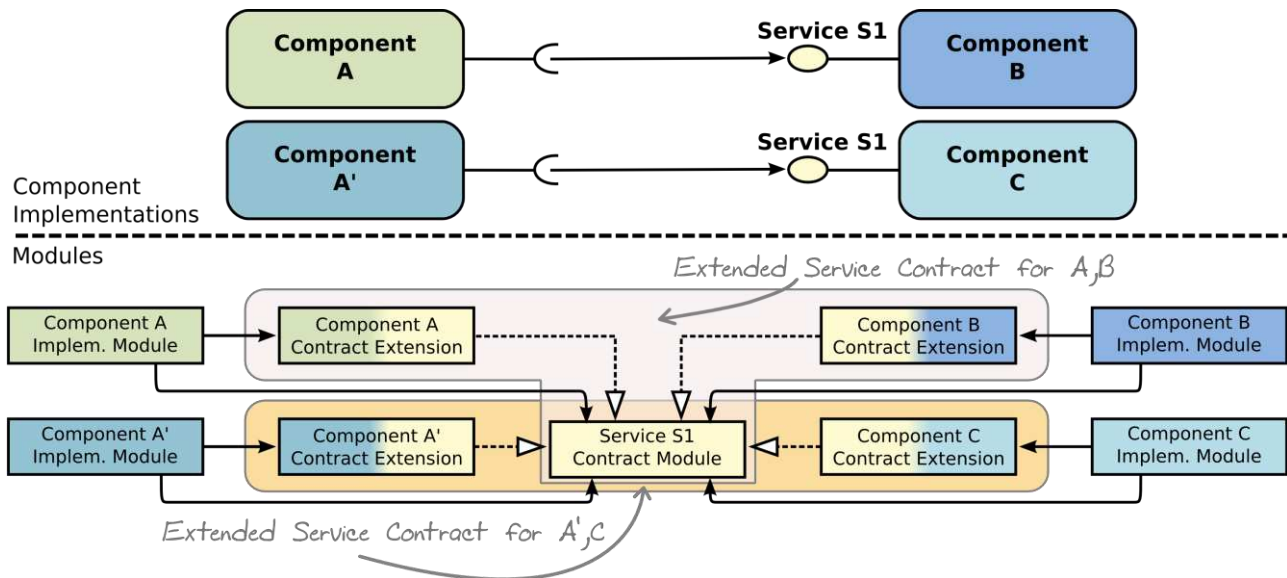 Component
A
Service S1
Component
B
Component
A'
Service S1
Component
C
Component
Implementations
Modules
Extended Service Contract for A,B
Component A
Implem. Module
Component A
Contract Extension
Component B
Contract Extension
Component B
Implem. Module
Component A'
Implem. Module
Component A'
Contract Extension
Service S1
Contract Module
Component C
Contract Extension
Component C
Implem. Module
Extended Service Contract for A',C